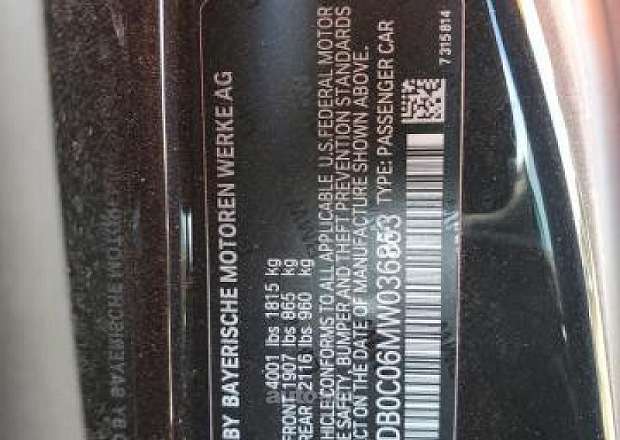 BY BAYERISCHE MOTOREN WERKE AG
4001 lbs 1815 kg
FRONT 1907 lbs 865 kg
REAR 2116 lbs 960 kg
VEHICLE CONFORMS TO ALL APPLICABLE U.S.FEDERAL MOTOR
SAFETY, BUMPER AND THEFT PREVENTION STANDARDS
ECT ON THE DATE OF MANUFACTURE SHOWN ABOVE.
DB0C06MW036853 TYPE: PASSENGER CAR
7 315 814